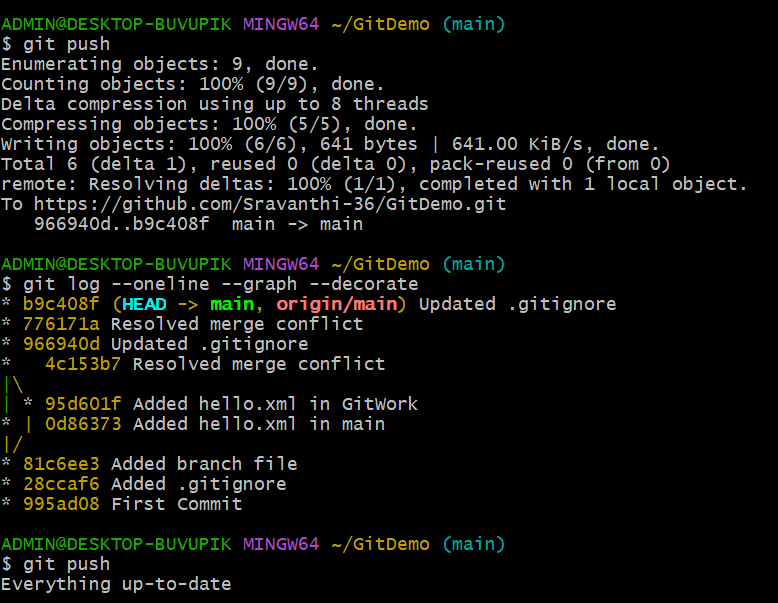 ADMIN@DESKTOP-BUVUPIK MINGW64 ~/GitDemo (main)
$ git push
Enumerating objects: 9, done.
Counting objects: 100% (9/9), done.
Delta compression using up to 8 threads
Compressing objects: 100% (5/5), done.
Writing objects: 100% (6/6), 641 bytes | 641.00 KiB/s, done.
Total 6 (delta 1), reused 0 (delta 0), pack-reused 0 (from 0)
remote: Resolving deltas: 100% (1/1), completed with 1 local object.
To https://github.com/Sravanthi-36/GitDemo.git
   966940d..b9c408f  main -> main

ADMIN@DESKTOP-BUVUPIK MINGW64 ~/GitDemo (main)
$ git log --oneline --graph --decorate
* b9c408f (HEAD -> main, origin/main) Updated .gitignore
* 776171a Resolved merge conflict
* 966940d Updated .gitignore
*   4c153b7 Resolved merge conflict
|\
| * 95d601f Added hello.xml in GitWork
* | 0d86373 Added hello.xml in main
|/
* 81c6ee3 Added branch file
* 28ccaf6 Added .gitignore
* 995ad08 First Commit

ADMIN@DESKTOP-BUVUPIK MINGW64 ~/GitDemo (main)
$ git push
Everything up-to-date